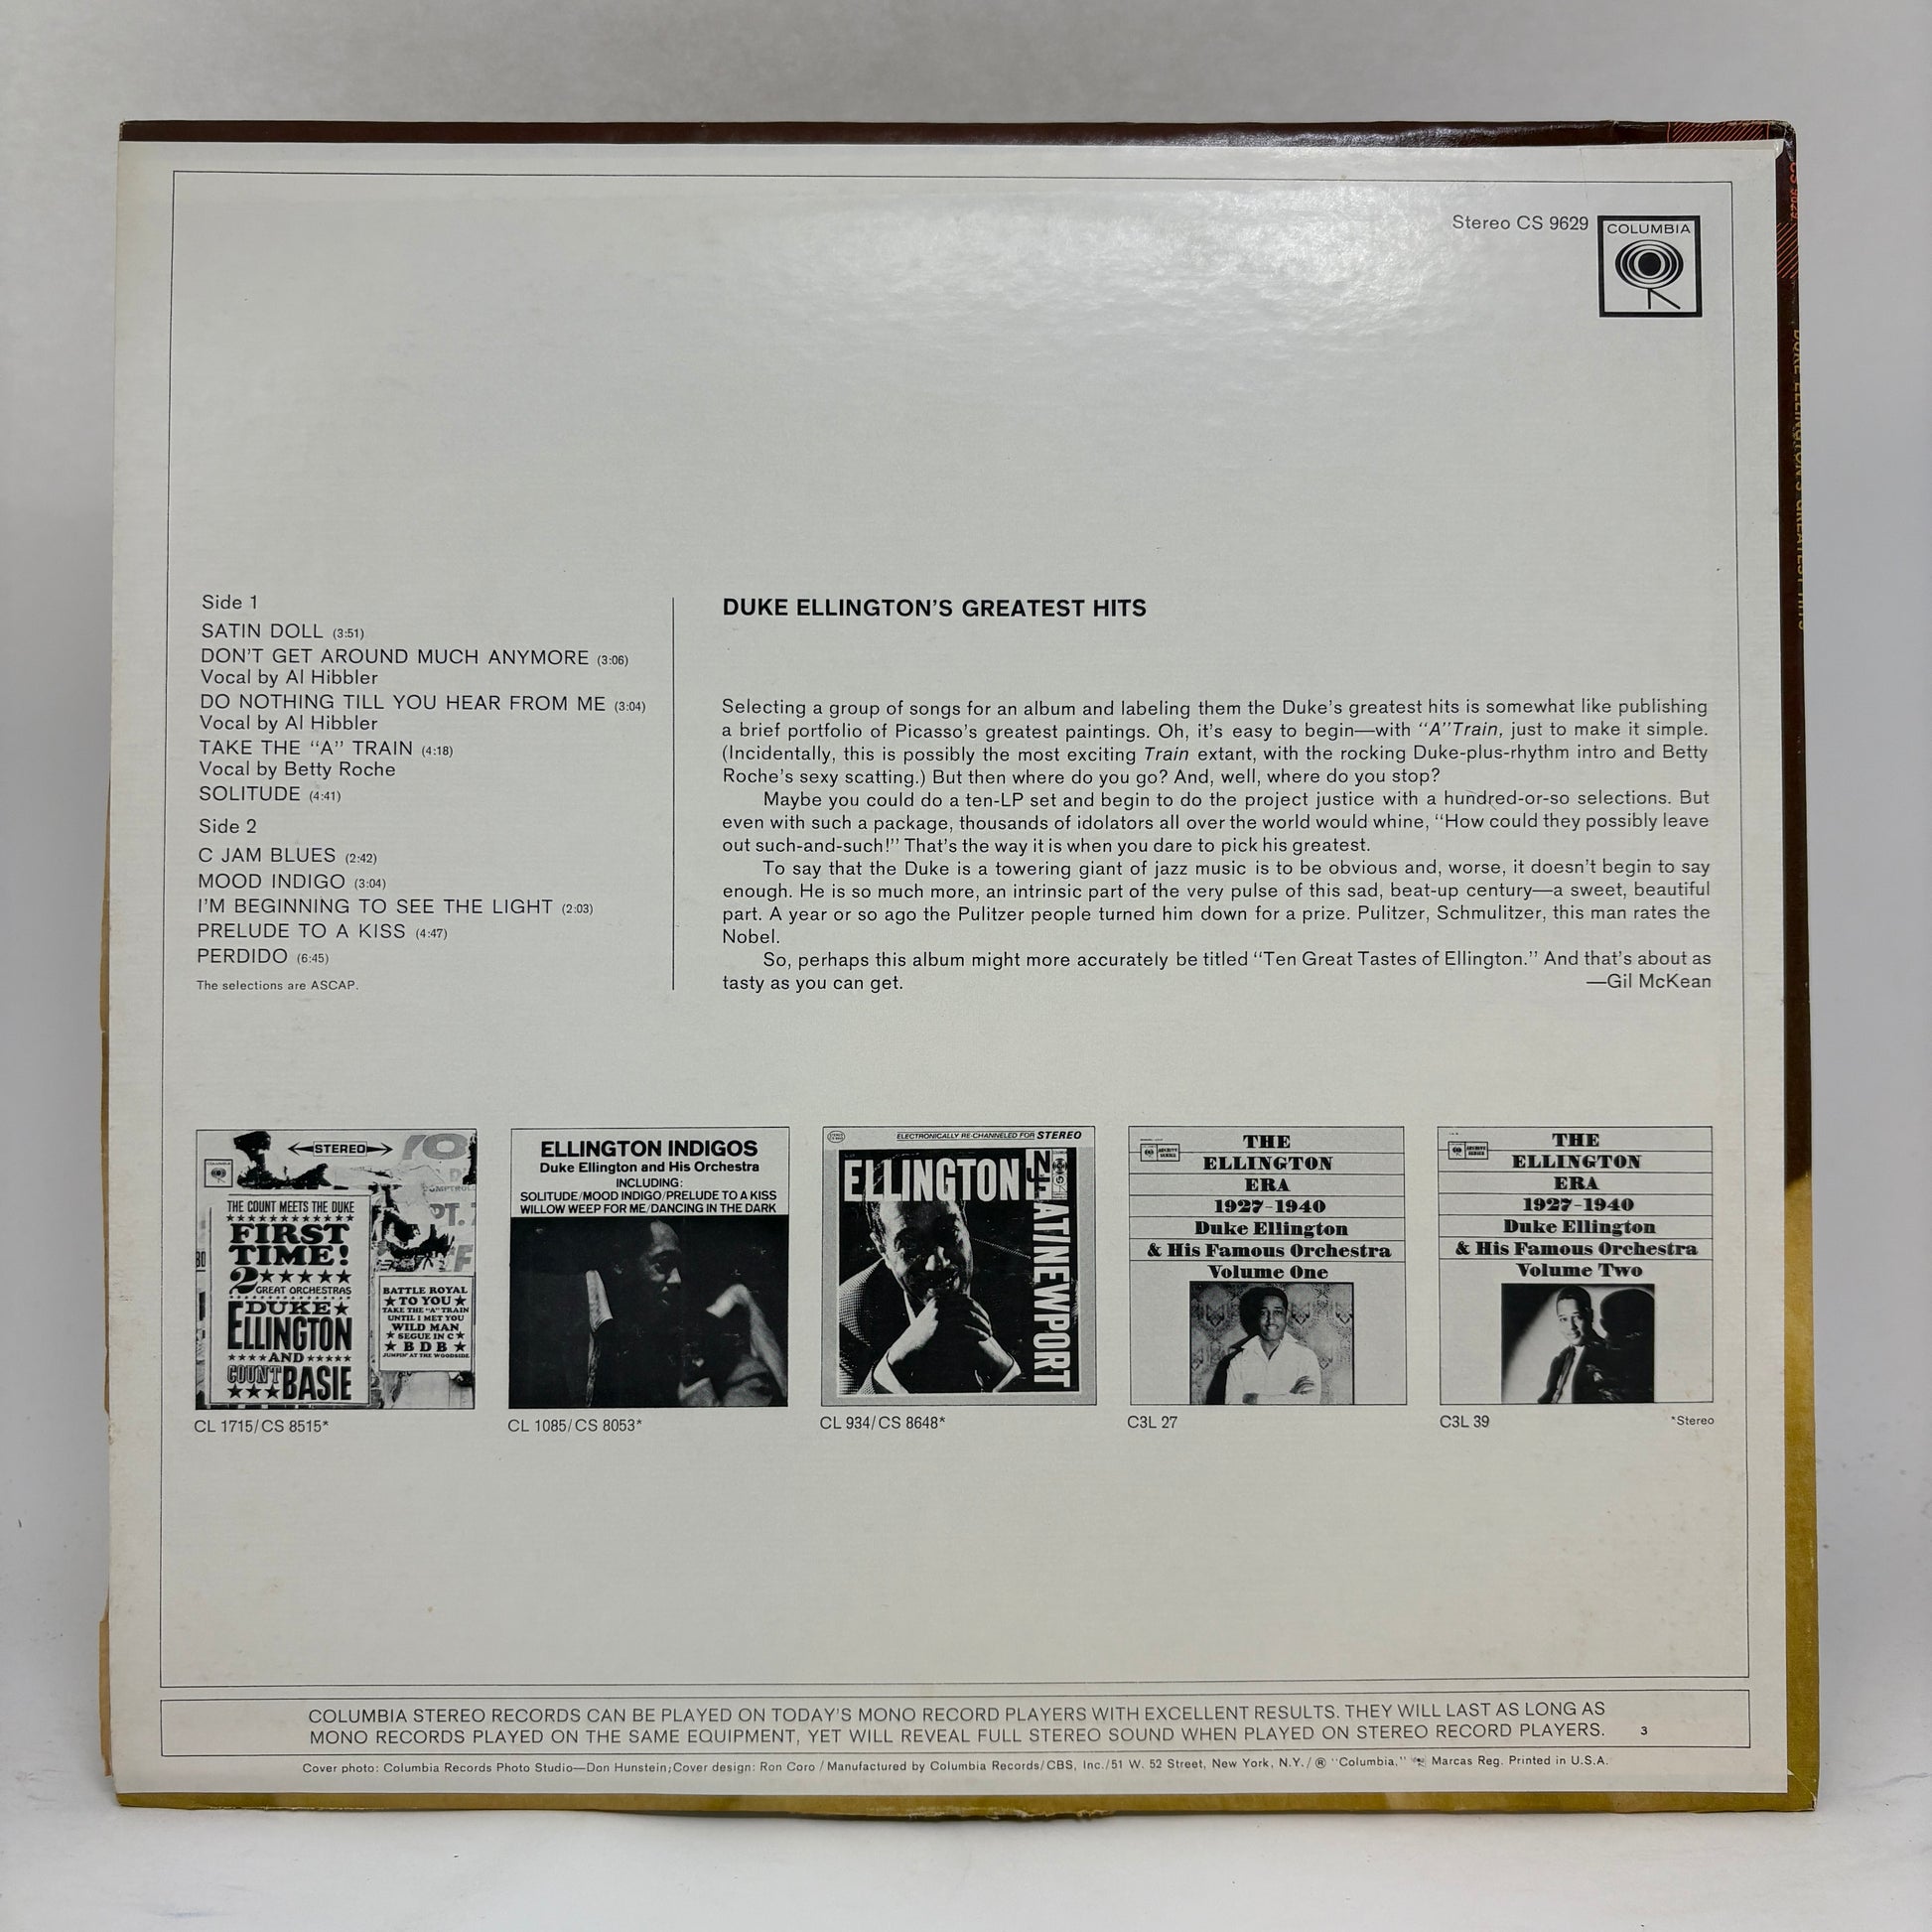 Stereo CS 9629
COLUMBIA
DUKE ELLINGTON'S GREATEST HITS
Side 1
SATIN DOLL (3:51)
DON'T GET AROUND MUCH ANYMORE (3:06)
Vocal by Al Hibbler
DO NOTHING TILL YOU HEAR FROM ME (3:04)
Vocal by Al Hibbler
TAKE THE "A" TRAIN (4:18)
Vocal by Betty Roche
SOLITUDE (4:41)
Side 2
C JAM BLUES (2:42)
MOOD INDIGO (3:04)
I'M BEGINNING TO SEE THE LIGHT (2:03)
PRELUDE TO A KISS (4:47)
PERDIDO (6:45)
The selections are ASCAP.
DUKE ELLINGTON'S GREATEST HITS
Selecting a group of songs for an album and labeling them the Duke's greatest hits is somewhat like publishing
a brief portfolio of Picasso's greatest paintings. Oh, it's easy to begin—with "A" Train, just to make it simple.
(Incidentally, this is possibly the most exciting Train extant, with the rocking Duke-plus-rhythm intro and Betty
Roche's sexy scatting.) But then where do you go? And, well, where do you stop?
Maybe you could do a ten-LP set and begin to do the project justice with a hundred-or-so selections. But
even with such a package, thousands of idolators all over the world would whine, "How could they possibly leave
out such-and-such!" That's the way it is when you dare to pick his greatest.
To say that the Duke is a towering giant of jazz music is to be obvious and, worse, it doesn't begin to say
enough. He is so much more, an intrinsic part of the very pulse of this sad, beat-up century—a sweet, beautiful
part. A year or so ago the Pulitzer people turned him down for a prize. Pulitzer, Schmulitzer, this man rates the
Nobel.
So, perhaps this album might more accurately be titled "Ten Great Tastes of Ellington." And that's about as
tasty as you can get. —Gil McKean
STEREO
THE COUNT MEETS THE DUKE
FIRST
TIME!
2
GREAT ORCHESTRAS
DUKE
ELLINGTON
AND
COUNT
BASIE
BATTLE ROYAL
TO YOU
TAKE THE "A" TRAIN
UNTIL I MET YOU
WILD MAN
SEGUE IN C
B D B
JUMPIN' AT THE WOODSIDE
CL 1715/CS 8515*
ELLINGTON INDIGOS
Duke Ellington and His Orchestra
INCLUDING:
SOLITUDE/MOOD INDIGO/PRELUDE TO A KISS
WILLOW WEEP FOR ME/DANCING IN THE DARK
CL 1085/CS 8053*
ELECTRONICALLY RE-CHANNELED FOR STEREO
ELLINGTON
AT/NEWPORT
CL 934/CS 8648*
THE
ELLINGTON
ERA
1927-1940
Duke Ellington
& His Famous Orchestra
Volume One
C3L 27
THE
ELLINGTON
ERA
1927-1940
Duke Ellington
& His Famous Orchestra
Volume Two
C3L 39
*Stereo
COLUMBIA STEREO RECORDS CAN BE PLAYED ON TODAY'S MONO RECORD PLAYERS WITH EXCELLENT RESULTS. THEY WILL LAST AS LONG AS
MONO RECORDS PLAYED ON THE SAME EQUIPMENT, YET WILL REVEAL FULL STEREO SOUND WHEN PLAYED ON STEREO RECORD PLAYERS. 3
Cover photo: Columbia Records Photo Studio—Don Hunstein; Cover design: Ron Coro / Manufactured by Columbia Records/CBS, Inc./51 W. 52 Street, New York, N.Y./ ® "Columbia," Marcas Reg. Printed in U.S.A.